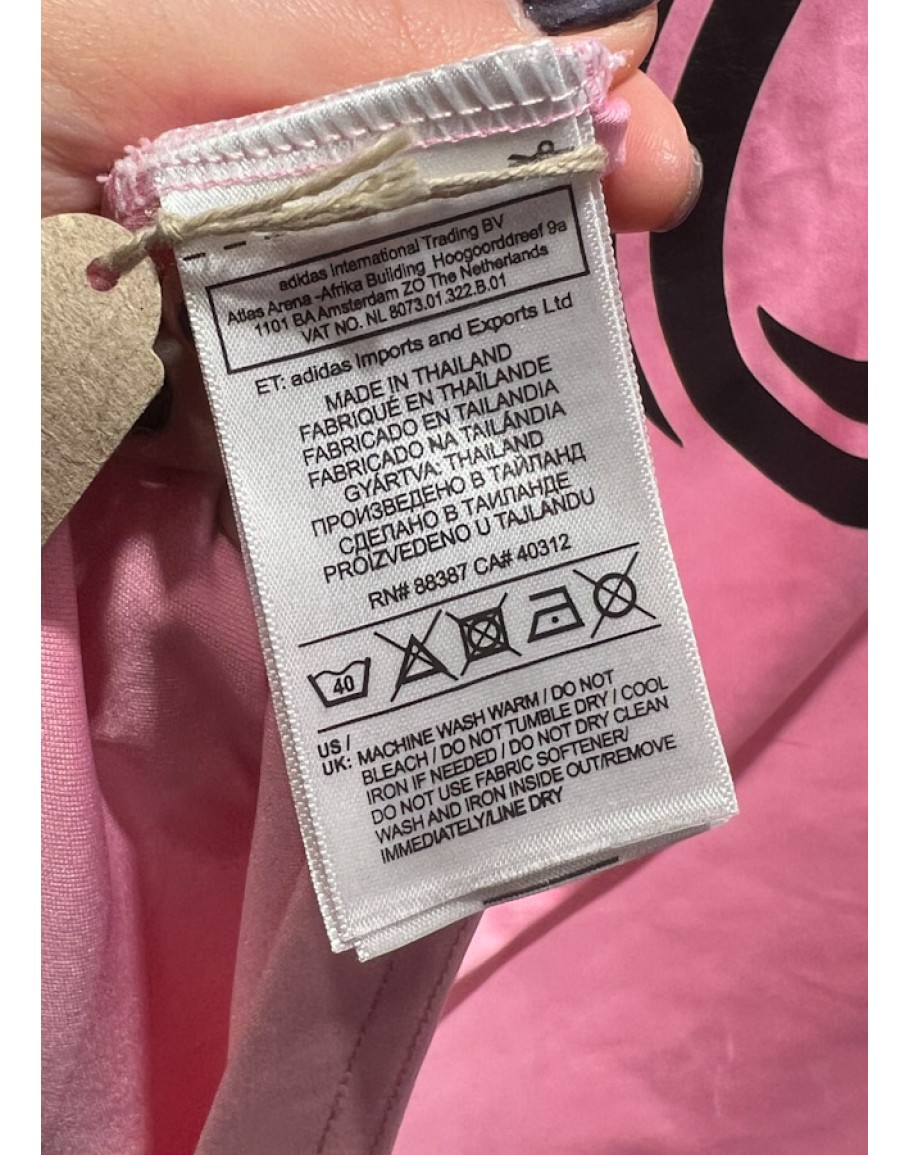 adidas International Trading BV
Atlas Arena -Afrika Building Hoogoorddreef 9a
1101 BA Amsterdam ZO The Netherlands
VAT NO. NL 8073.01.322.B.01
ET: adidas Imports and Exports Ltd
MADE IN THAILAND
FABRIQUÉ EN THAÏLANDE
FABRICADO EN TAILANDIA
FABRICADO NA TAILÁNDIA
GYÁRTVA: THAIFÖLD
ПРОИЗВЕДЕНО В ТАЙЛАНД
СДЕЛАНО В ТАИЛАНДЕ
PROIZVEDENO U TAJLANDU
RN# 88387 CA# 40312
40
US /
UK: MACHINE WASH WARM / DO NOT
BLEACH / DO NOT TUMBLE DRY / COOL
IRON IF NEEDED / DO NOT DRY CLEAN
DO NOT USE FABRIC SOFTENER/
WASH AND IRON INSIDE OUT/REMOVE
IMMEDIATELY/LINE DRY